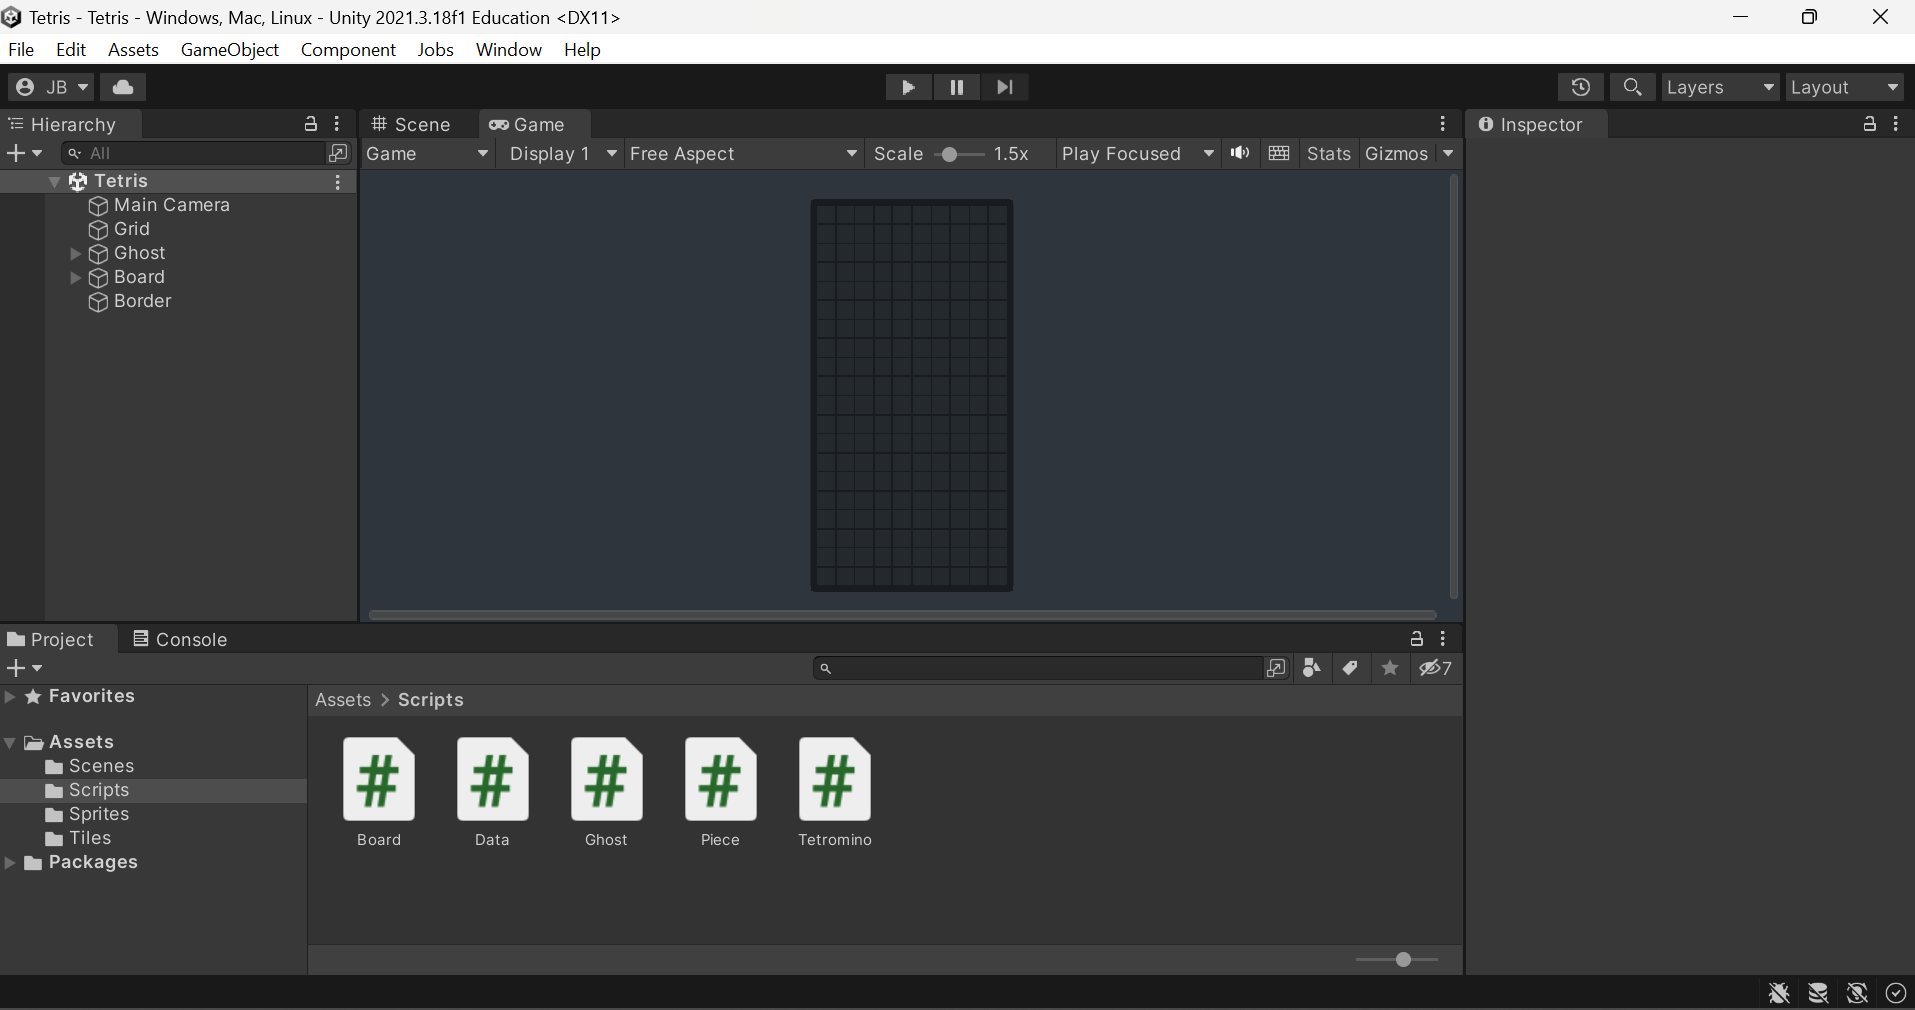 Tetris - Tetris - Windows, Mac, Linux - Unity 2021.3.18f1 Education <DX11>
File Edit Assets GameObject Component Jobs Window Help
JB Layers Layout
Hierarchy
All
Tetris
Main Camera
Grid
Ghost
Board
Border
Scene Game
Game Display 1 Free Aspect Scale 1.5x Play Focused Stats Gizmos
Inspector
Project Console
7
Favorites
Assets
Scenes
Scripts
Sprites
Tiles
Packages
Assets > Scripts
Board Data Ghost Piece Tetromino